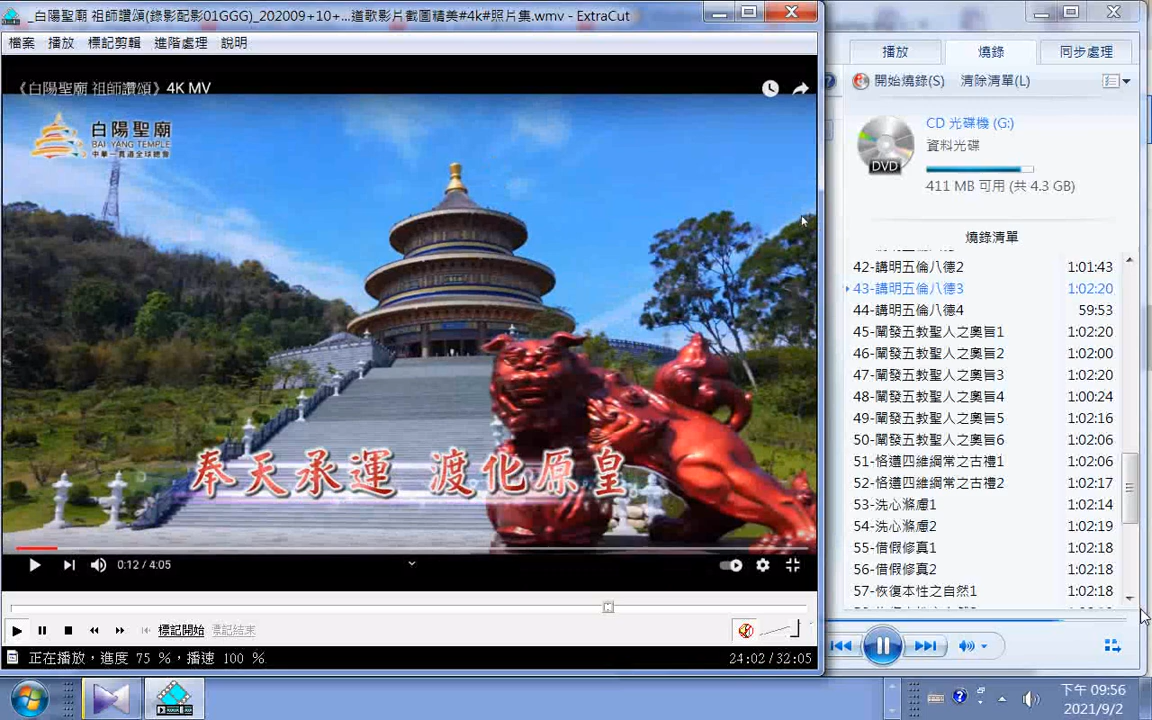 _白陽聖廟 祖師讚頌(錄影配影01GGG)_202009+10+...道歌影片截圖精美#4k#照片集.wmv - ExtraCut
檔案 播放 標記剪輯 進階處理 說明
《白陽聖廟 祖師讚頌》4K MV
白陽聖廟
BAI YANG TEMPLE
中華一貫道全球總會
奉天承運 渡化原皇
0:12 / 4:05
標記開始 標記結束
正在播放，進度 75 %，播速 100 %
24:02 / 32:05
播放 燒錄 同步處理
開始燒錄(S) 清除清單(L)
CD 光碟機 (G:)
資料光碟
DVD
411 MB 可用 (共 4.3 GB)
燒錄清單
42-講明五倫八德2 1:01:43
43-講明五倫八德3 1:02:20
44-講明五倫八德4 59:53
45-闡發五教聖人之奧旨1 1:02:20
46-闡發五教聖人之奧旨2 1:02:00
47-闡發五教聖人之奧旨3 1:02:20
48-闡發五教聖人之奧旨4 1:00:24
49-闡發五教聖人之奧旨5 1:02:16
50-闡發五教聖人之奧旨6 1:02:06
51-恪遵四維綱常之古禮1 1:02:06
52-恪遵四維綱常之古禮2 1:02:17
53-洗心滌慮1 1:02:14
54-洗心滌慮2 1:02:19
55-借假修真1 1:02:18
56-借假修真2 1:02:18
57-恢復本性之自然1 1:02:18
下午 09:56
2021/9/2